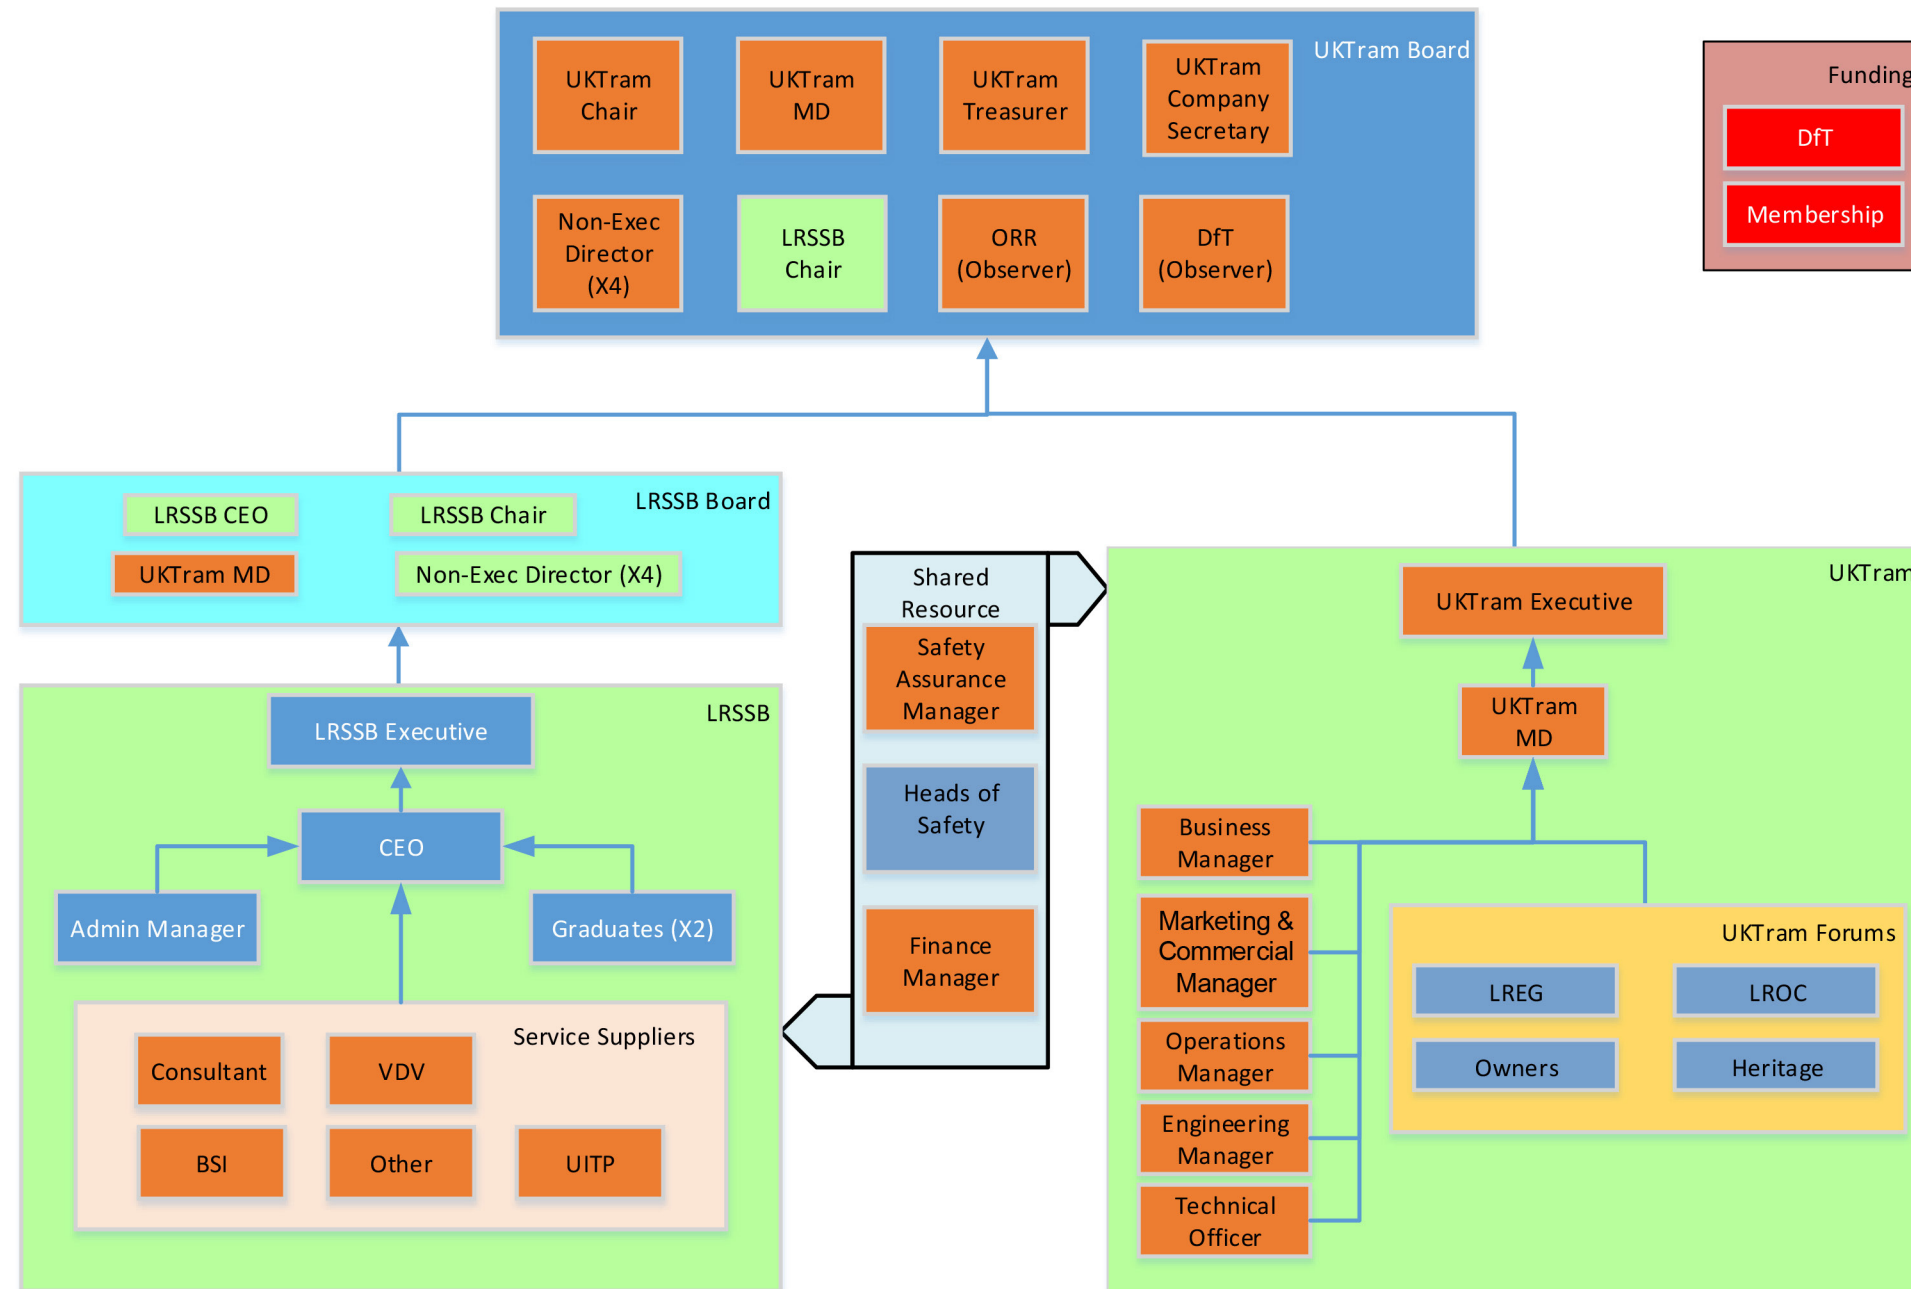 UKTram Board
UKTram
Chair
UKTram
MD
UKTram
Treasurer
UKTram
Company
Secretary
Non-Exec
Director
(X4)
LRSSB
Chair
ORR
(Observer)
DfT
(Observer)
Funding
DfT
Membership
LRSSB Board
LRSSB CEO
LRSSB Chair
UKTram MD
Non-Exec Director (X4)
LRSSB
LRSSB Executive
CEO
Admin Manager
Graduates (X2)
Service Suppliers
Consultant
VDV
BSI
Other
UITP
Shared
Resource
Safety
Assurance
Manager
Heads of
Safety
Finance
Manager
UKTram
UKTram Executive
UKTram
MD
Business
Manager
Marketing &
Commercial
Manager
Operations
Manager
Engineering
Manager
Technical
Officer
UKTram Forums
LREG
LROC
Owners
Heritage